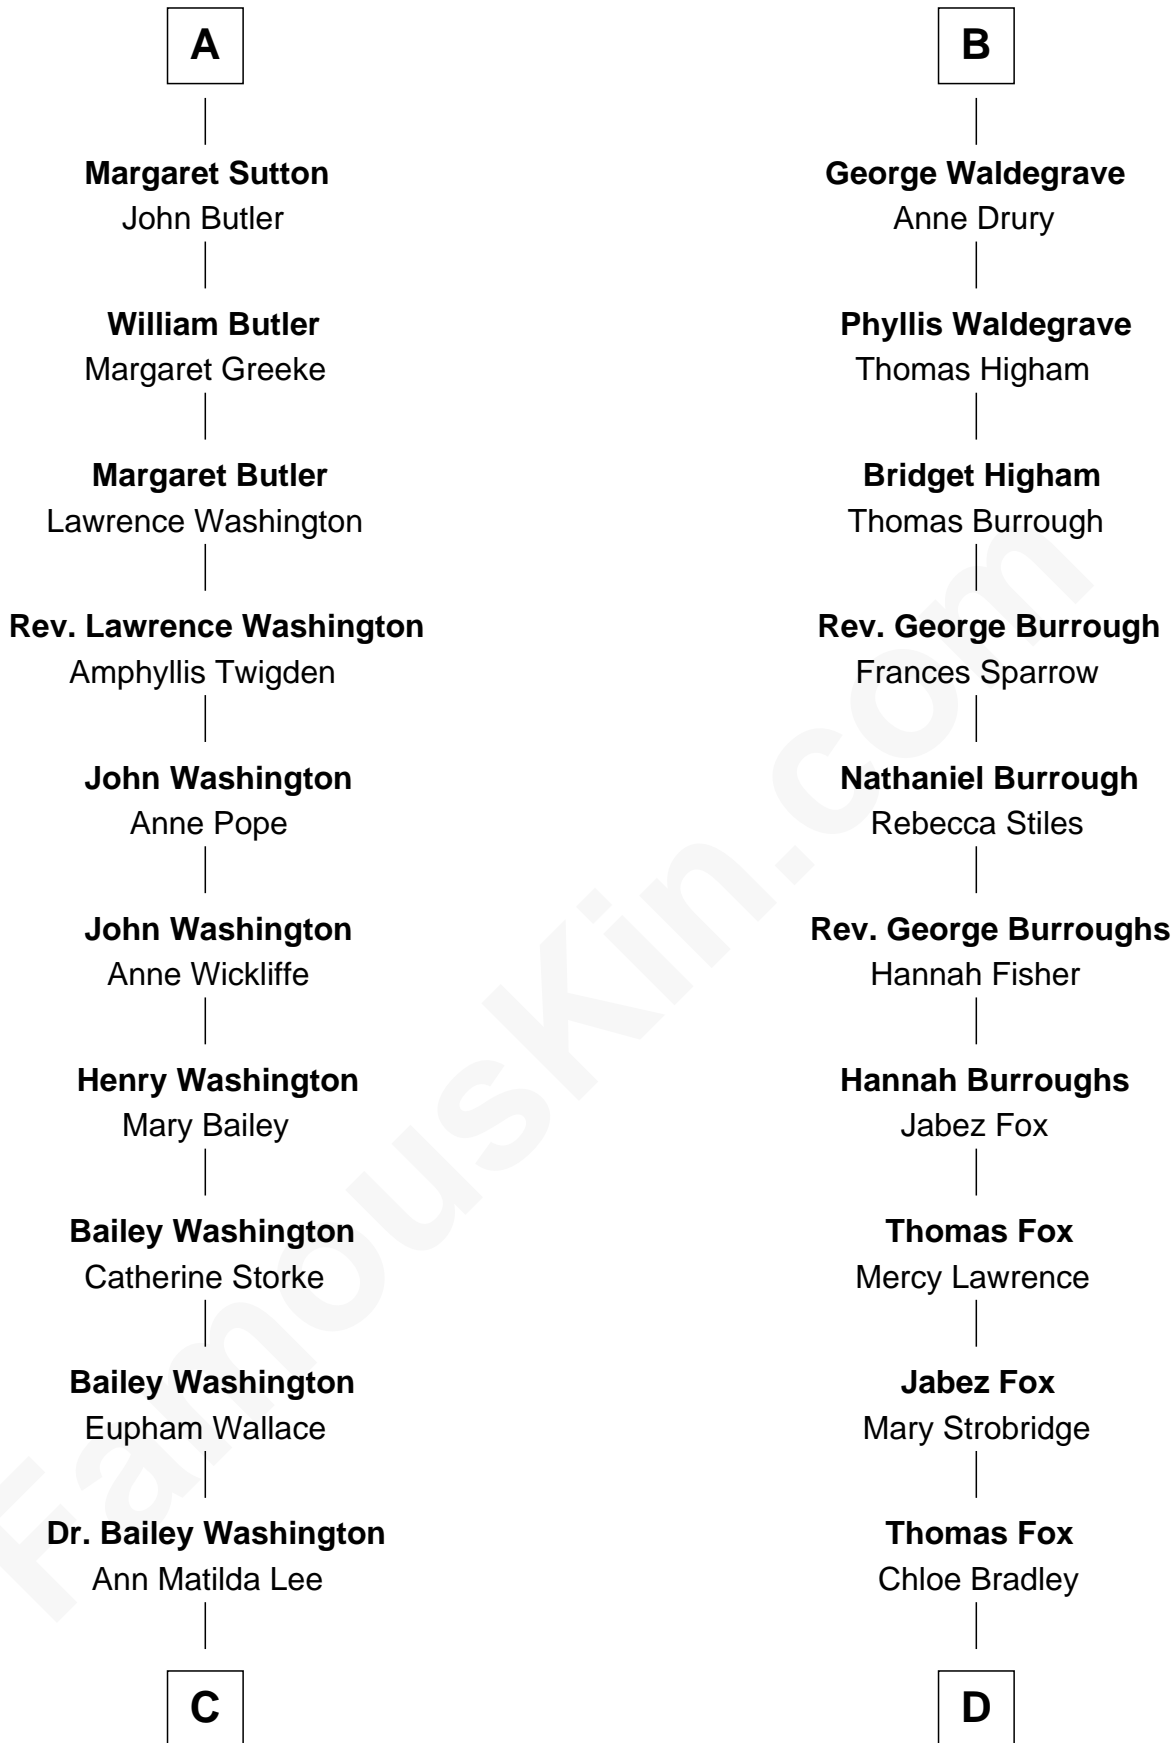 A
Margaret Sutton
John Butler
William Butler
Margaret Greeke
Margaret Butler
Lawrence Washington
Rev. Lawrence Washington
Amphyllis Twigden
John Washington
Anne Pope
John Washington
Anne Wickliffe
Henry Washington
Mary Bailey
Bailey Washington
Catherine Storke
Bailey Washington
Eupham Wallace
Dr. Bailey Washington
Ann Matilda Lee
C
B
George Waldegrave
Anne Drury
Phyllis Waldegrave
Thomas Higham
Bridget Higham
Thomas Burrough
Rev. George Burrough
Frances Sparrow
Nathaniel Burrough
Rebecca Stiles
Rev. George Burroughs
Hannah Fisher
Hannah Burroughs
Jabez Fox
Thomas Fox
Mercy Lawrence
Jabez Fox
Mary Strobridge
Thomas Fox
Chloe Bradley
D
FamousKin.com